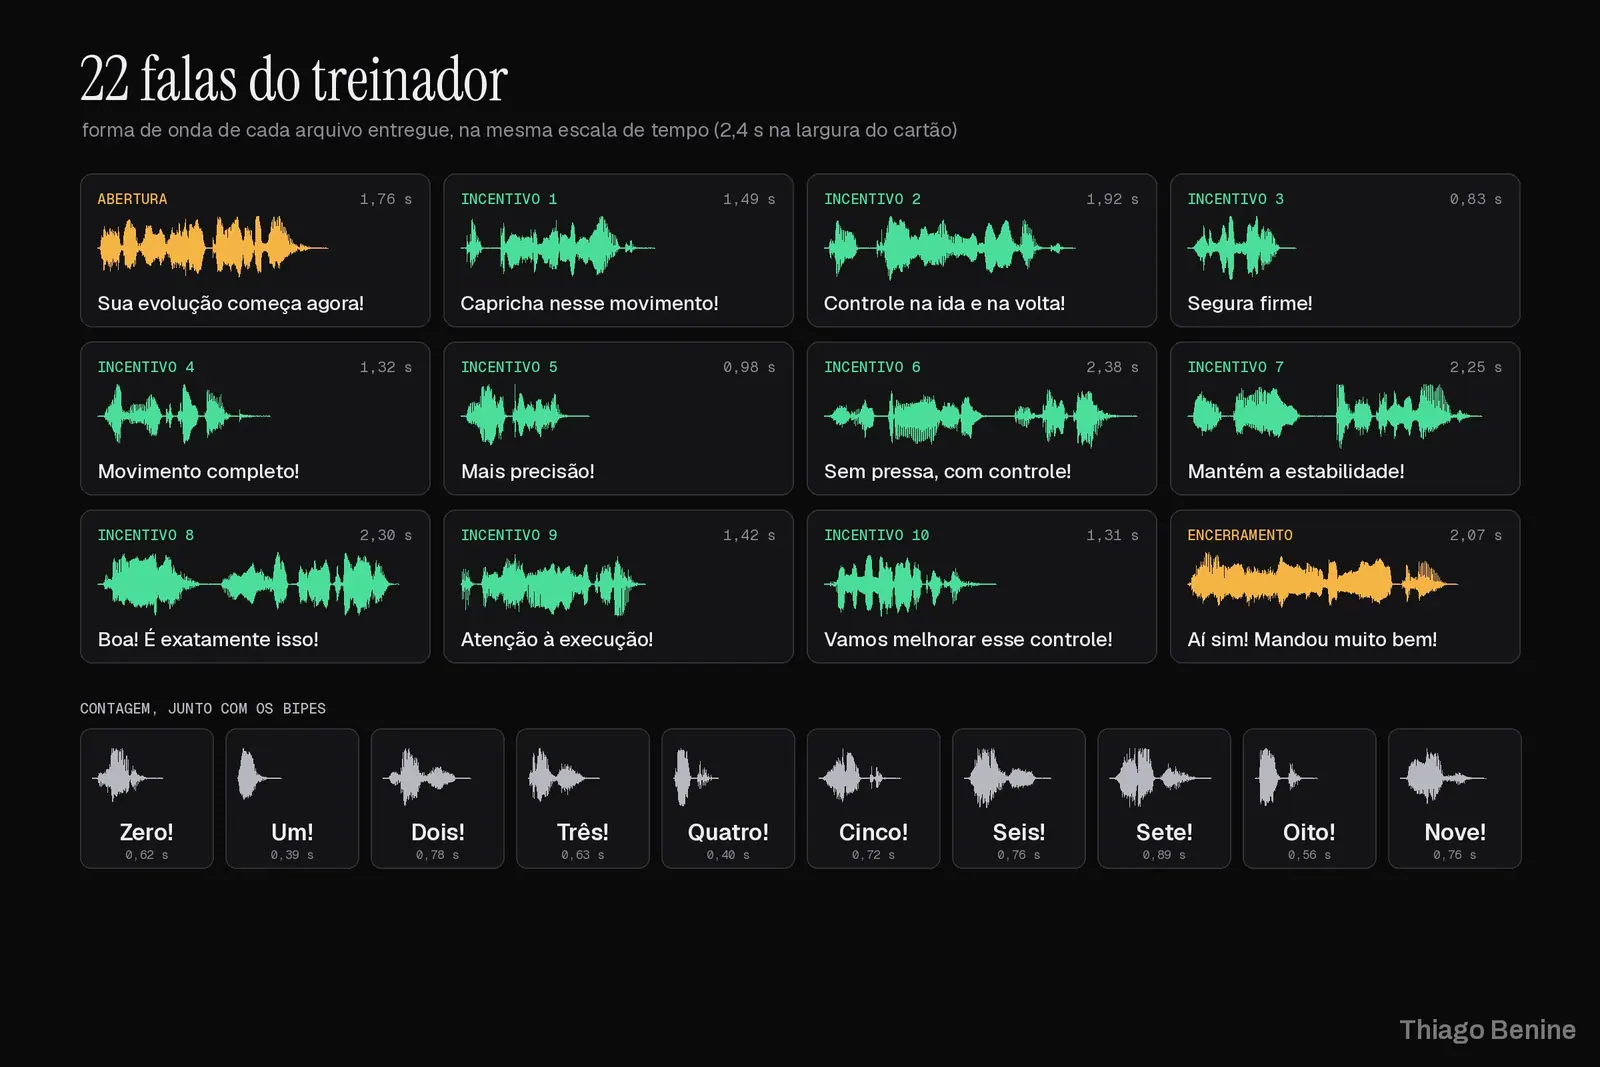 22 falas do treinador
forma de onda de cada arquivo entregue, na mesma escala de tempo (2,4 s na largura do cartão)
ABERTURA 1,76 s
Sua evolução começa agora!
INCENTIVO 1 1,49 s
Capricha nesse movimento!
INCENTIVO 2 1,92 s
Controle na ida e na volta!
INCENTIVO 3 0,83 s
Segura firme!
INCENTIVO 4 1,32 s
Movimento completo!
INCENTIVO 5 0,98 s
Mais precisão!
INCENTIVO 6 2,38 s
Sem pressa, com controle!
INCENTIVO 7 2,25 s
Mantém a estabilidade!
INCENTIVO 8 2,30 s
Boa! É exatamente isso!
INCENTIVO 9 1,42 s
Atenção à execução!
INCENTIVO 10 1,31 s
Vamos melhorar esse controle!
ENCERRAMENTO 2,07 s
Aí sim! Mandou muito bem!
CONTAGEM, JUNTO COM OS BIPES
Zero!
0,62 s
Um!
0,39 s
Dois!
0,78 s
Três!
0,63 s
Quatro!
0,40 s
Cinco!
0,72 s
Seis!
0,76 s
Sete!
0,89 s
Oito!
0,56 s
Nove!
0,76 s
Thiago Benine